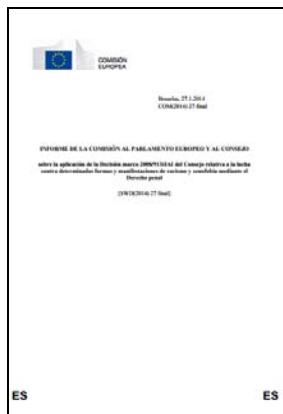 COMISIÓN
EUROPEA
Bruselas, 27.1.2014
COM(2014) 27 final
INFORME DE LA COMISIÓN AL PARLAMENTO EUROPEO Y AL CONSEJO
sobre la aplicación de la Decisión marco 2008/913/JAI del Consejo relativa a la lucha
contra determinadas formas y manifestaciones de racismo y xenofobia mediante el
Derecho penal
{SWD(2014) 27 final}
ES
ES